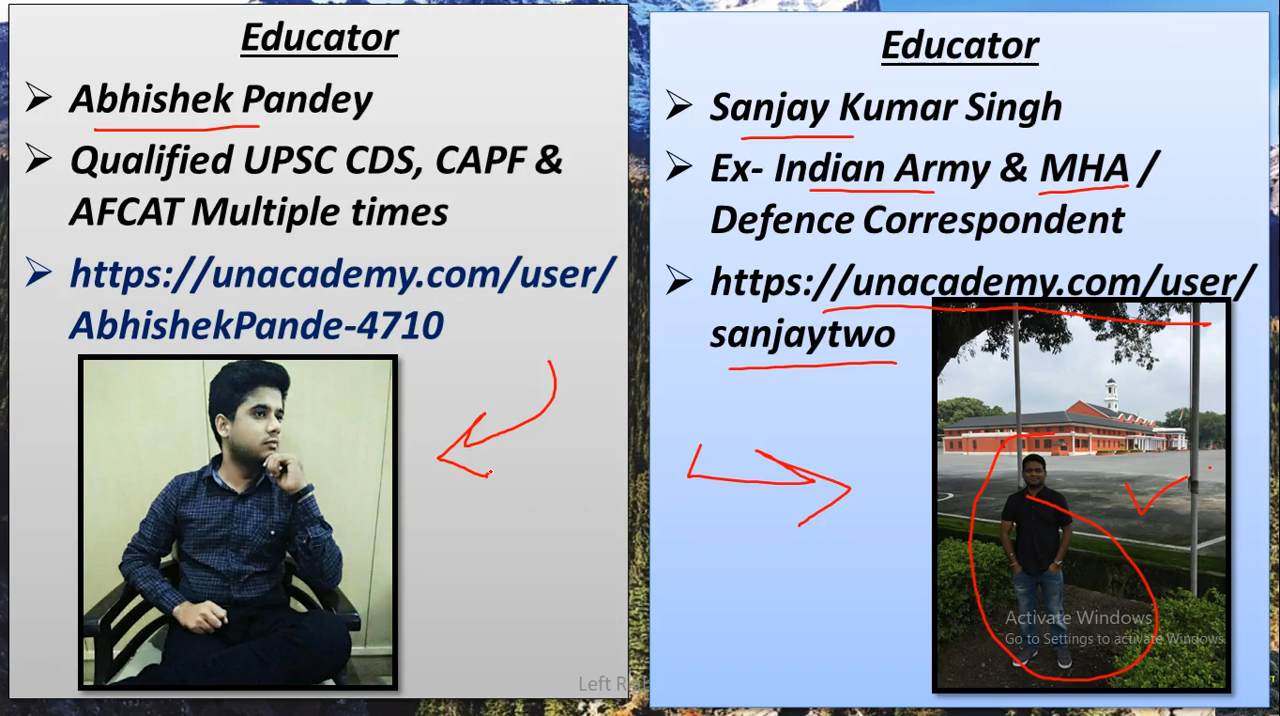 Educator
Abhishek Pandey
Qualified UPSC CDS, CAPF &
AFCAT Multiple times
https://unacademy.com/user/
AbhishekPande-4710
Educator
Sanjay Kumar Singh
Ex- Indian Army & MHA /
Defence Correspondent
https://unacademy.com/user/
sanjaytwo
Activate Windows
Go to Settings to activate Windows.
Left